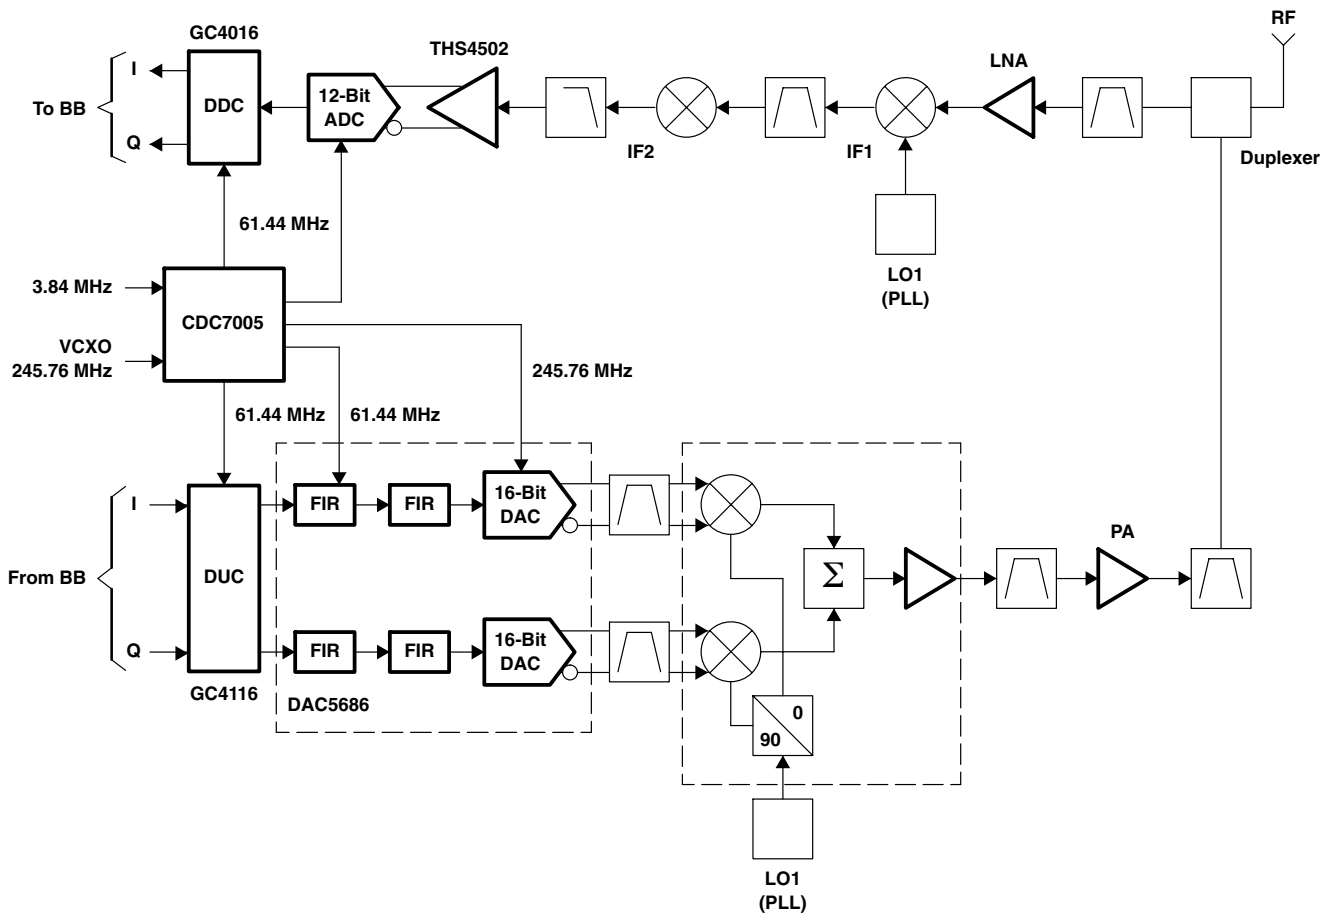 RF
GC4016
THS4502
LNA
I
To BB
DDC
12-Bit
ADC
Q
IF2
IF1
Duplexer
61.44 MHz
3.84 MHz
LO1
(PLL)
CDC7005
VCXO
245.76 MHz
245.76 MHz
61.44 MHz
61.44 MHz
I
FIR
FIR
16-Bit
DAC
PA
From BB
DUC
Σ
Q
FIR
FIR
16-Bit
DAC
GC4116
DAC5686
0
90
LO1
(PLL)